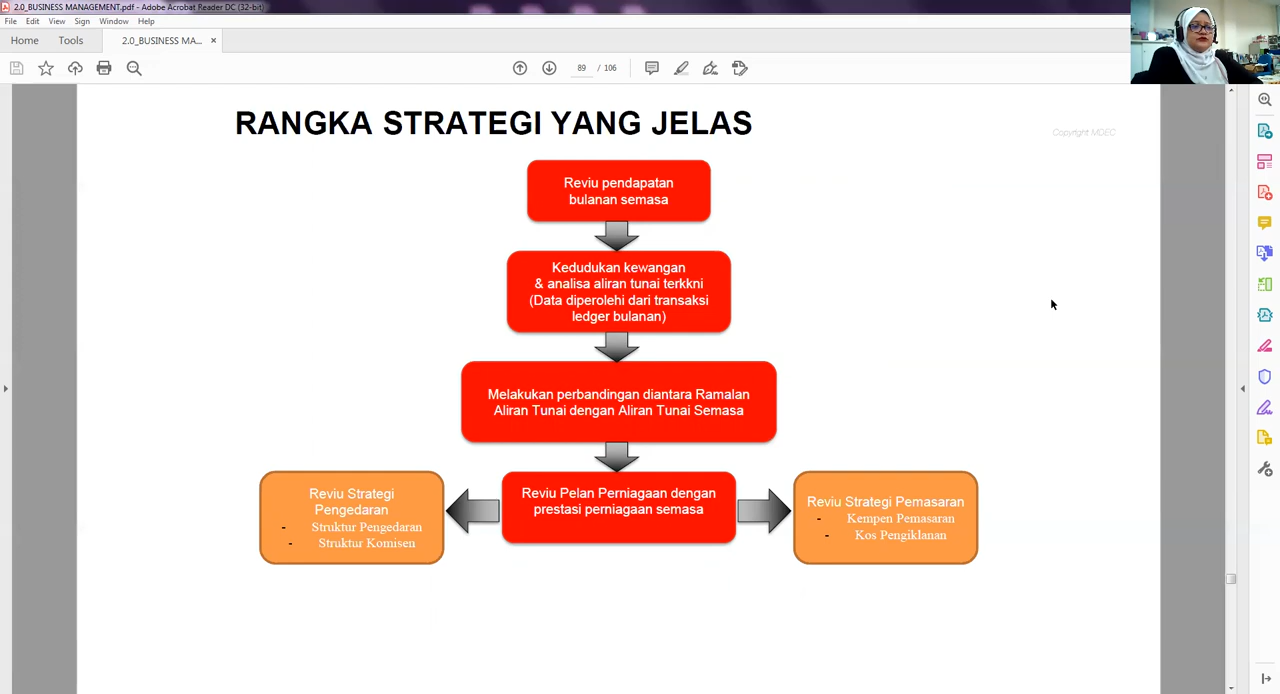 2.0_BUSINESS MANAGEMENT.pdf - Adobe Acrobat Reader DC (32-bit)
File Edit View Sign Window Help
Home Tools 2.0_BUSINESS MA... ×
89 / 106
RANGKA STRATEGI YANG JELAS
Copyright MDEC
Reviu pendapatan
bulanan semasa
Kedudukan kewangan
& analisa aliran tunai terkkni
(Data diperolehi dari transaksi
ledger bulanan)
Melakukan perbandingan diantara Ramalan
Aliran Tunai dengan Aliran Tunai Semasa
Reviu Strategi
Pengedaran
- Struktur Pengedaran
- Struktur Komisen
Reviu Pelan Perniagaan dengan
prestasi perniagaan semasa
Reviu Strategi Pemasaran
- Kempen Pemasaran
- Kos Pengiklanan